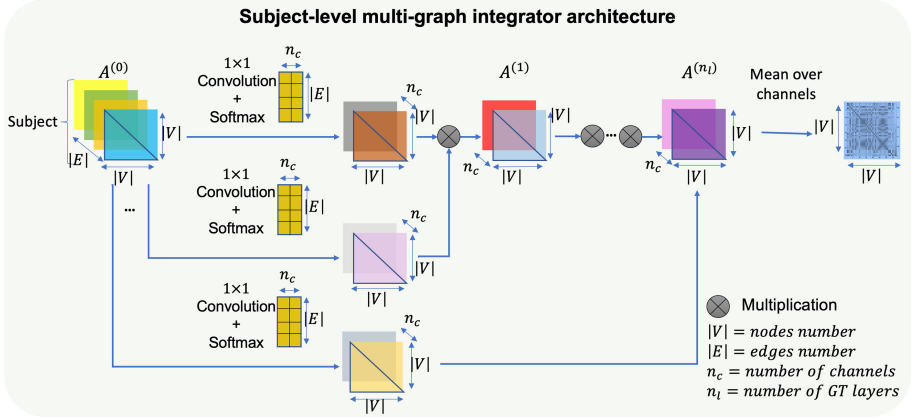 Subject-level multi-graph integrator architecture
A^(0)
Subject
|E|
|V|
|V|
...
1×1
Convolution
+
Softmax
n_c
|E|
n_c
|V|
|V|
A^(1)
|V|
n_c
|V|
...
A^(n_l)
|V|
n_c
|V|
Mean over
channels
|V|
|V|
1×1
Convolution
+
Softmax
n_c
|E|
n_c
|V|
|V|
1×1
Convolution
+
Softmax
n_c
|E|
n_c
|V|
|V|
Multiplication
|V| = nodes number
|E| = edges number
n_c = number of channels
n_l = number of GT layers